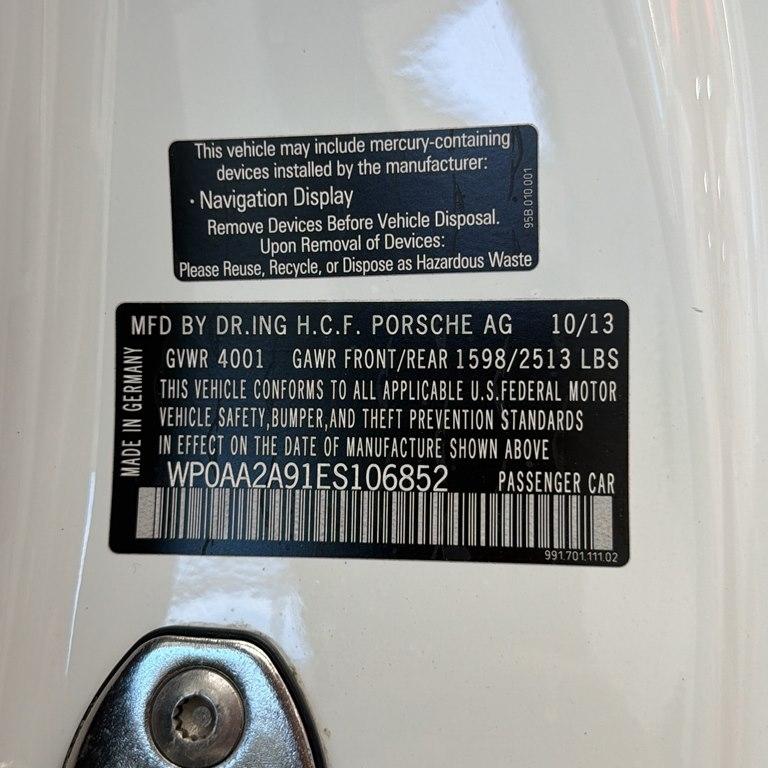 This vehicle may include mercury-containing
devices installed by the manufacturer:
· Navigation Display
Remove Devices Before Vehicle Disposal.
Upon Removal of Devices:
Please Reuse, Recycle, or Dispose as Hazardous Waste
95B.010.001
MFD BY DR.ING H.C.F. PORSCHE AG 10/13
MADE IN GERMANY
GVWR 4001 GAWR FRONT/REAR 1598/2513 LBS
THIS VEHICLE CONFORMS TO ALL APPLICABLE U.S.FEDERAL MOTOR
VEHICLE SAFETY,BUMPER,AND THEFT PREVENTION STANDARDS
IN EFFECT ON THE DATE OF MANUFACTURE SHOWN ABOVE
WP0AA2A91ES106852 PASSENGER CAR
991.701.111.02